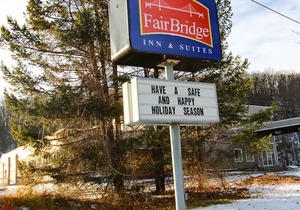 FairBridge
INN & SUITES
HAVE A SAFE
AND HAPPY
HOLIDAY SEASON